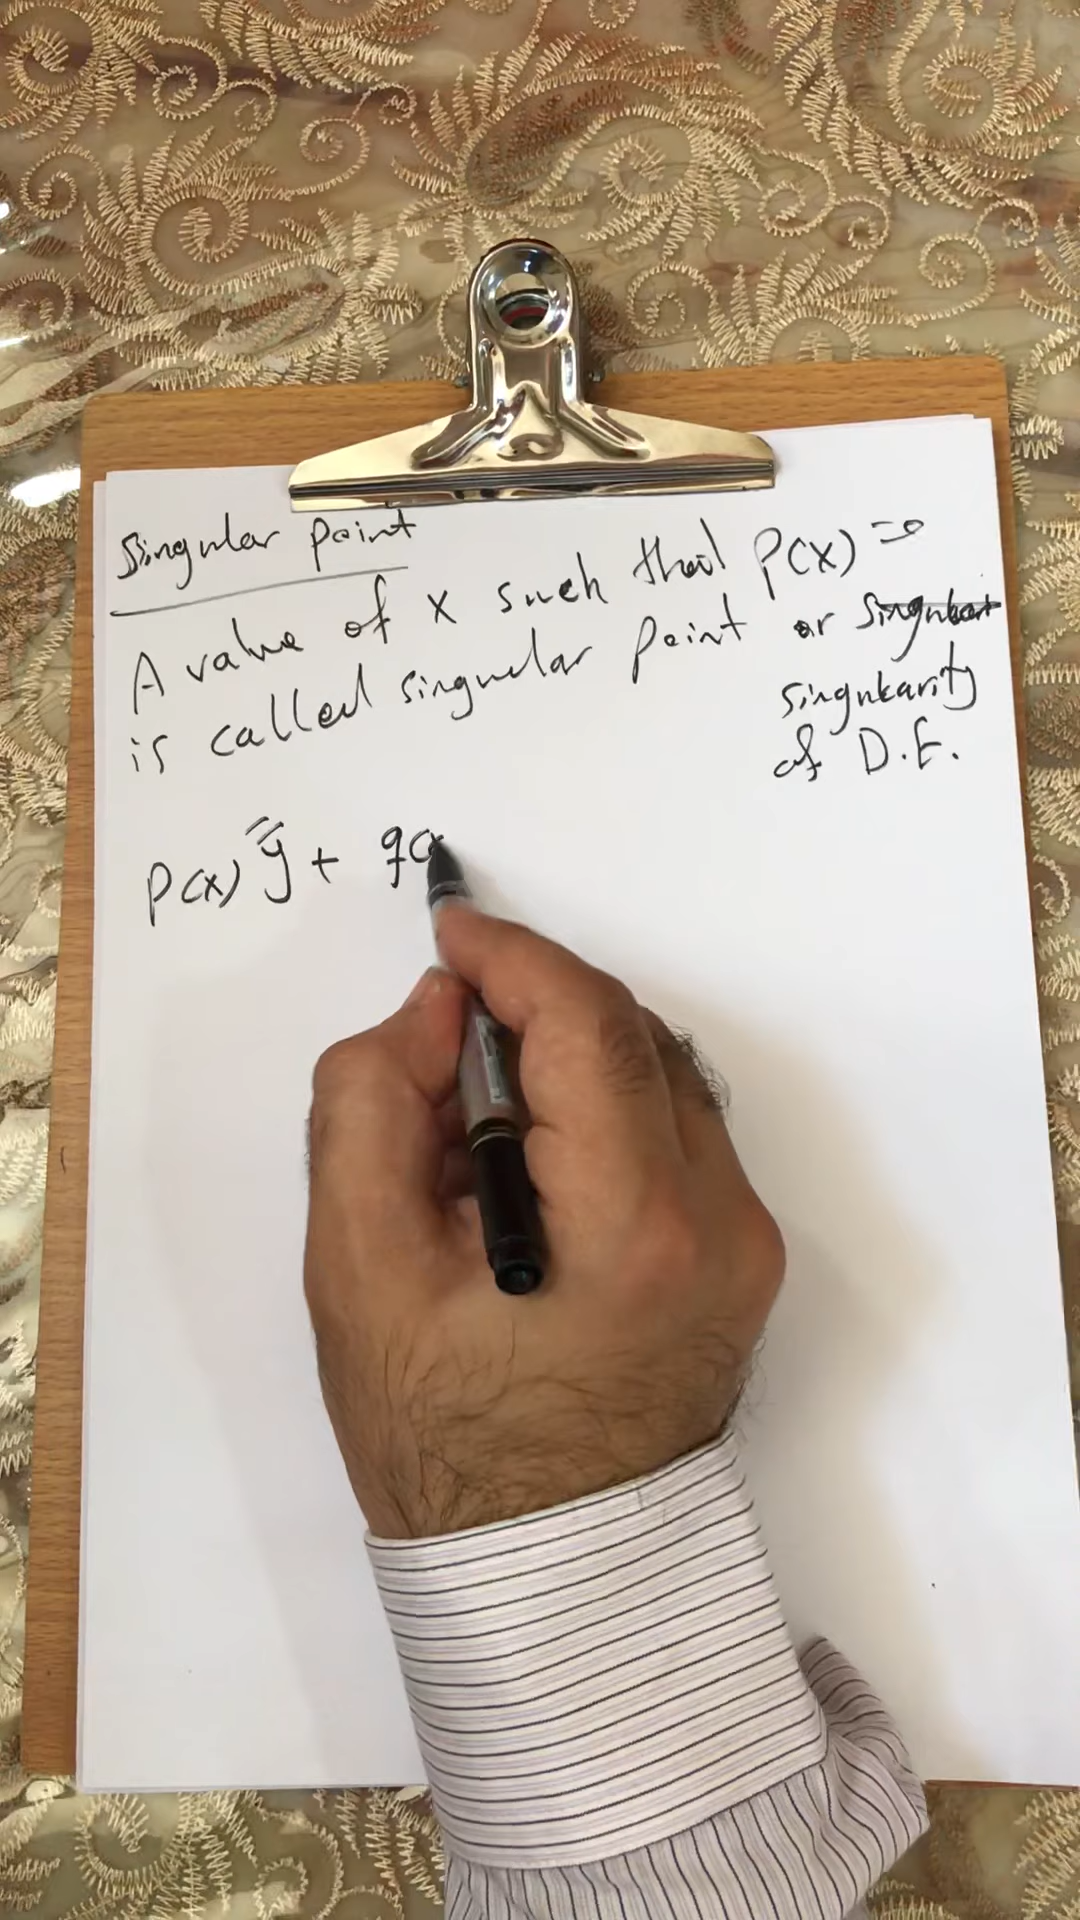 Singular point
A value of x such that P(x) = 0
is called singular point or singular
singularity
of D.E.
P(x) y'' + q(x